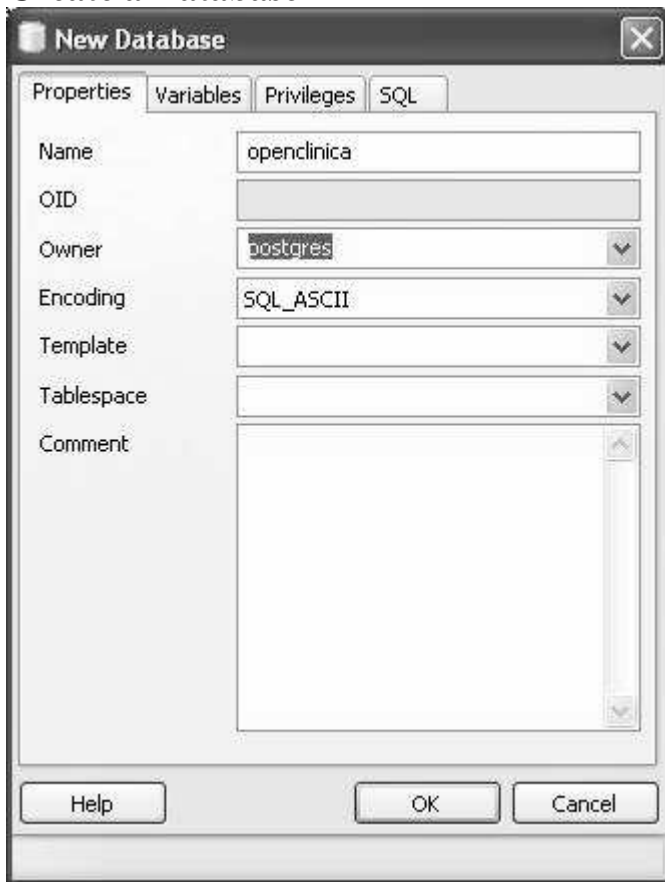 New Database
Properties Variables Privileges SQL
Name openclinica
OID
Owner postgres
Encoding SQL_ASCII
Template
Tablespace
Comment
Help OK Cancel